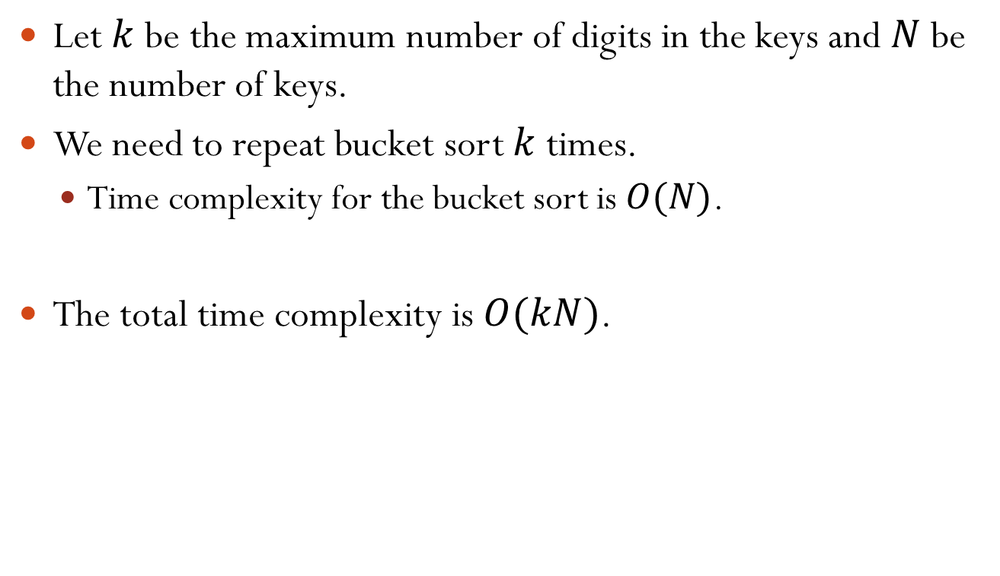 • Let k be the maximum number of digits in the keys and N be
the number of keys.
• We need to repeat bucket sort k times.
• Time complexity for the bucket sort is O(N).
• The total time complexity is O(kN).